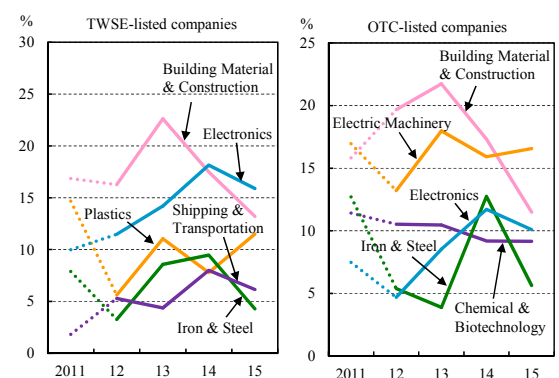 TWSE-listed companies
%
30
25
20
15
10
5
0
Building Material
& Construction
Electronics
Plastics
Shipping &
Transportation
Iron & Steel
2011 12 13 14 15
OTC-listed companies
%
25
20
15
10
5
0
Building Material
& Construction
Electric Machinery
Electronics
Iron & Steel
Chemical &
Biotechnology
2011 12 13 14 15